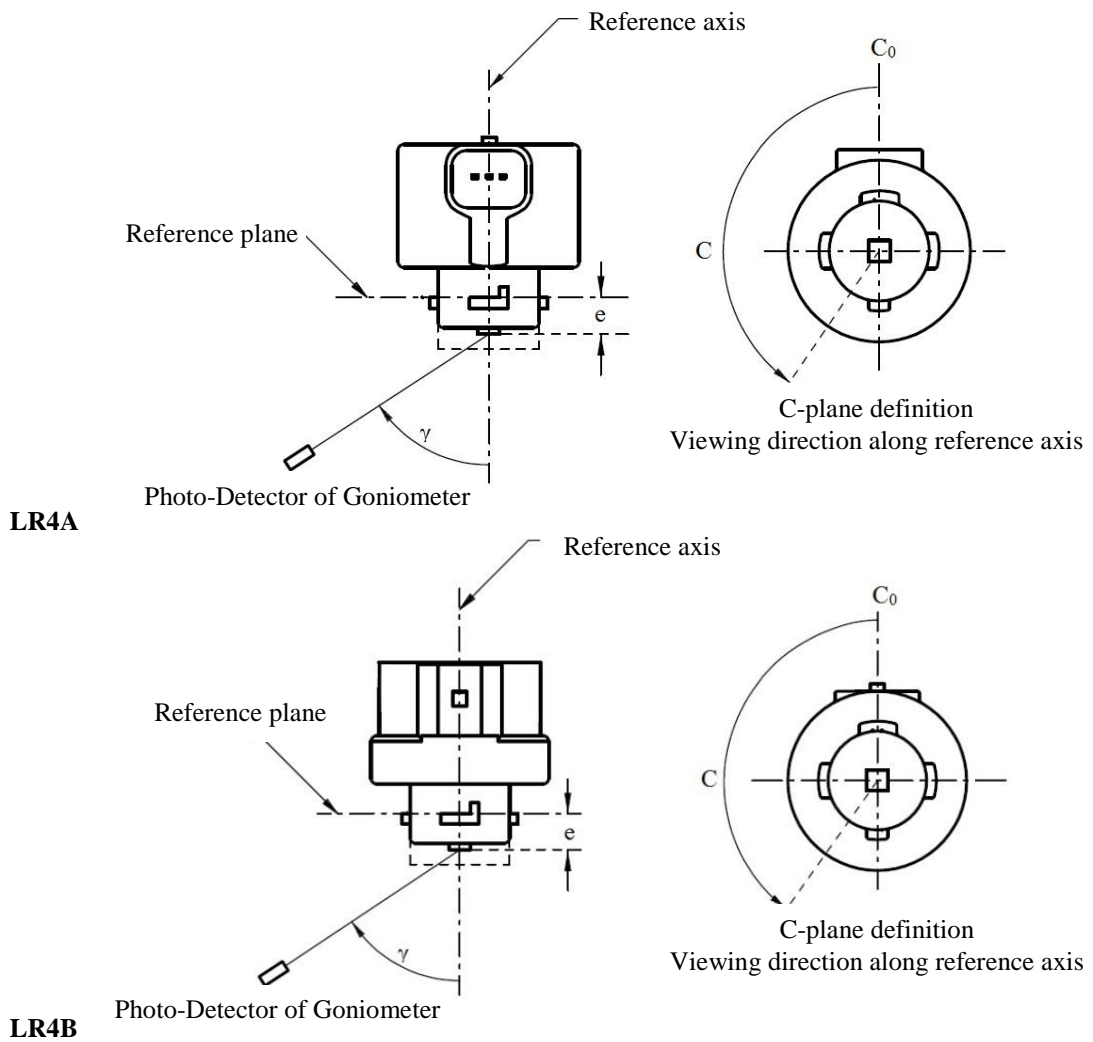 Reference axis
C₀
Reference plane
e
C
γ
C-plane definition
Viewing direction along reference axis
Photo-Detector of Goniometer
LR4A
Reference axis
C₀
Reference plane
C
e
γ
C-plane definition
Viewing direction along reference axis
Photo-Detector of Goniometer
LR4B